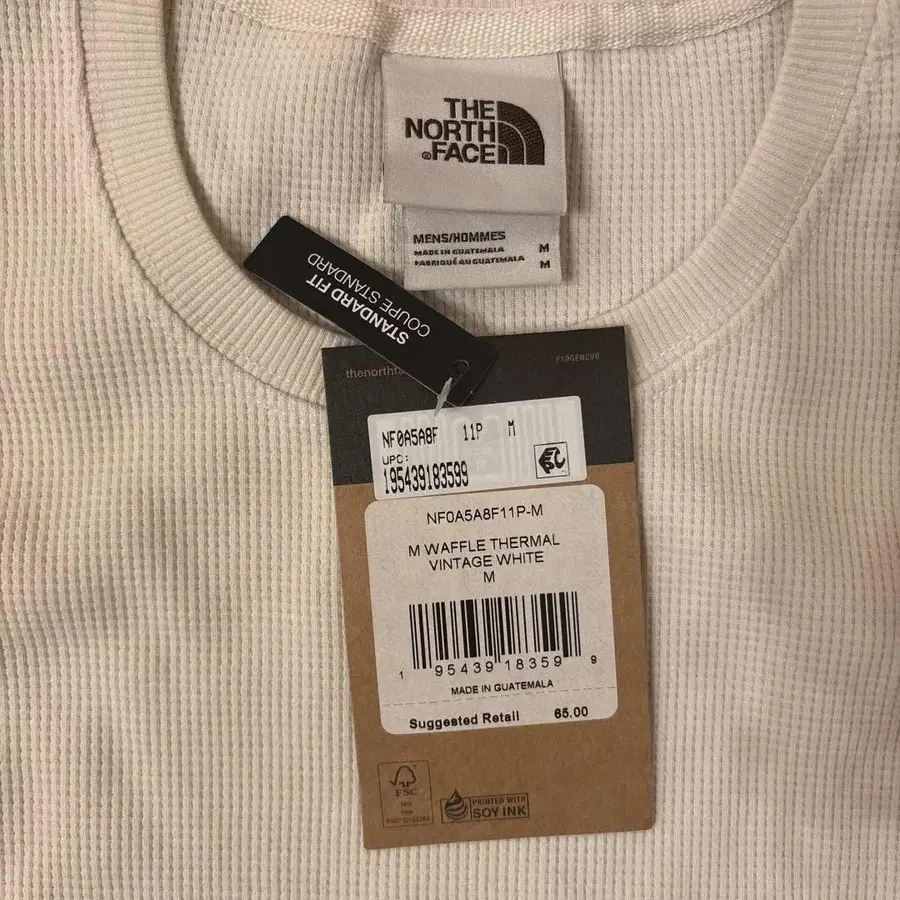 THE
NORTH
FACE
®
MENS/HOMMES
MADE IN GUATEMALA M
FABRIQUÉ AU GUATEMALA M
STANDARD FIT
COUPE STANDARD
F19GENCVR
NF0A5A8F 11P M
UPC:
195439183599
NF0A5A8F11P-M
M WAFFLE THERMAL
VINTAGE WHITE
M
1 95439 18359 9
MADE IN GUATEMALA
Suggested Retail 65.00
FSC
PRINTED WITH
SOY INK